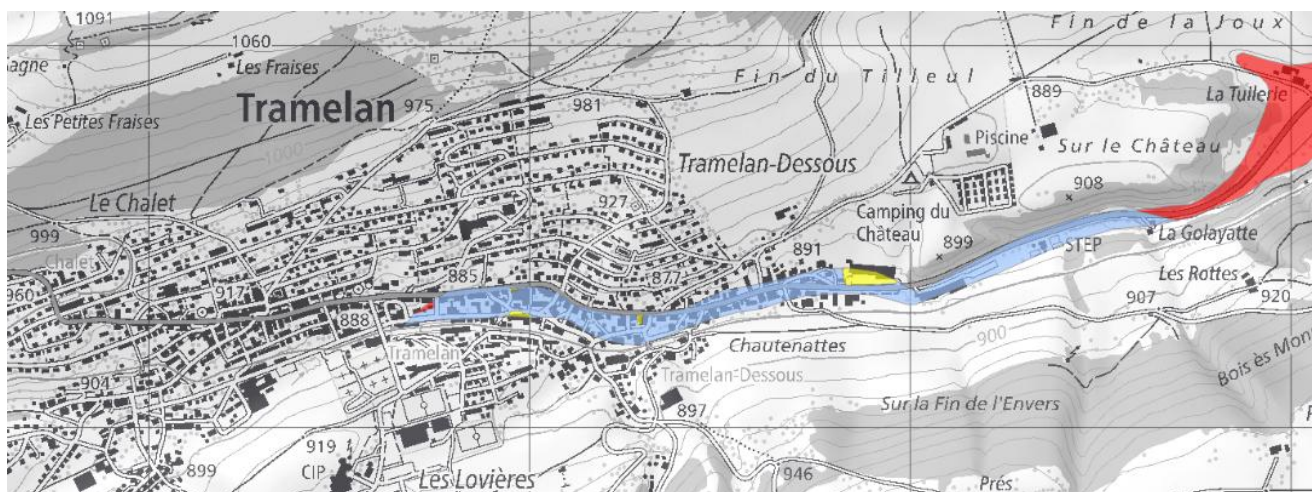 1091
Fin de la Joux
1060
agne
Les Fraises
Fin du Tilleul
Tramelan
975
981
889
La Tuilerie
Les Petites Fraises
1000
Piscine
Sur le Château
Tramelan-Dessous
908
Le Chalet
927
Camping du
Château
999
891
899
STEP
La Golayatte
Chalet
885
877
Les Rottes
960
917
907
920
888
Chautenattes
900
Tramelan
Tramelan-Dessous
Bois ès Mon
904
897
Sur la Fin de l'Envers
919
CIP
899
Les Lovières
946
Prés